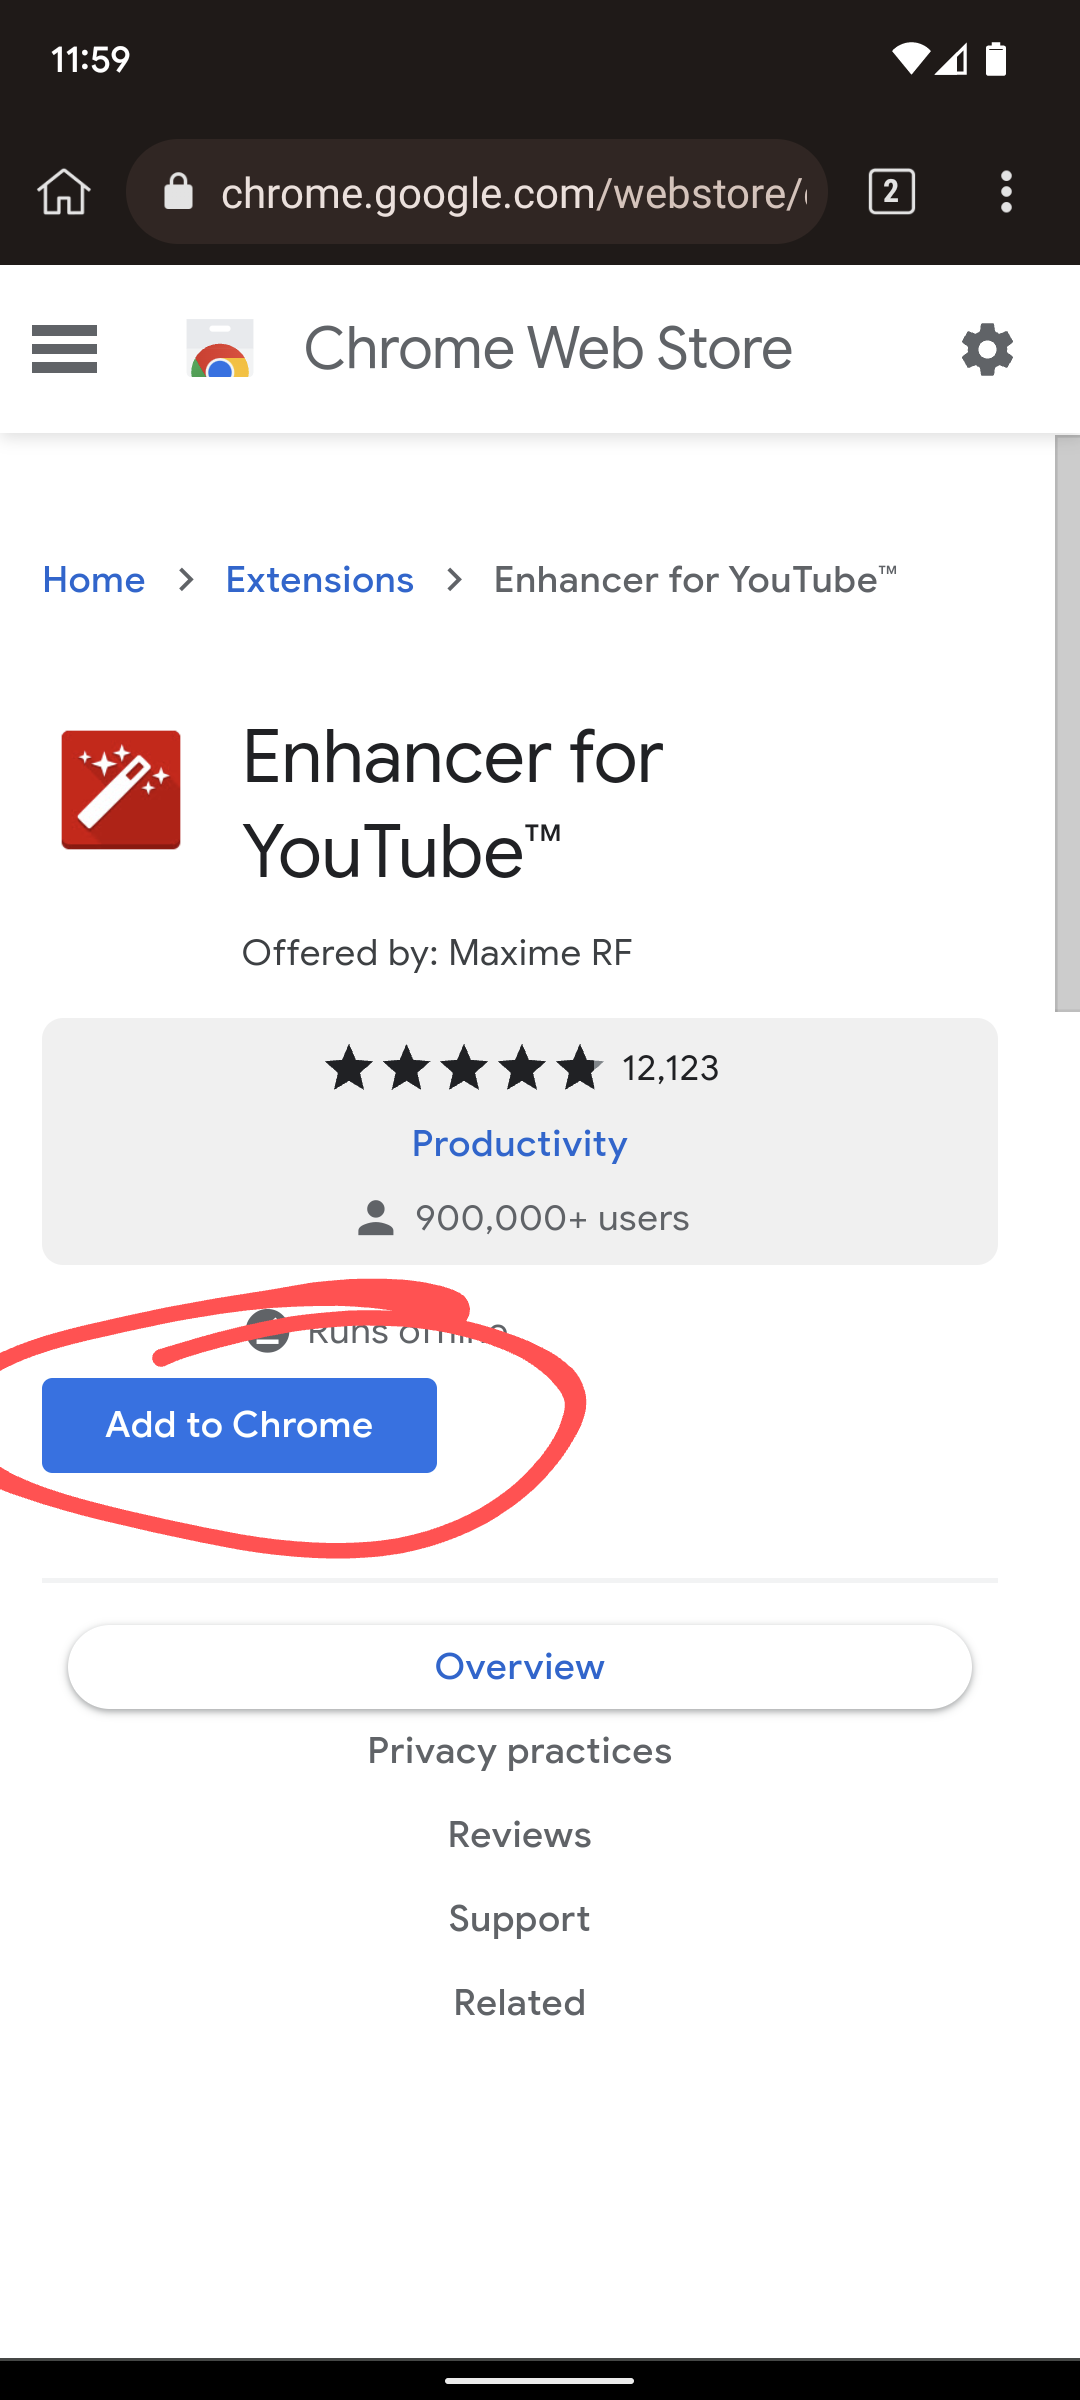 11:59
chrome.google.com/webstore/
2
Chrome Web Store
Home > Extensions > Enhancer for YouTube™
Enhancer for
YouTube™
Offered by: Maxime RF
12,123
Productivity
900,000+ users
Runs offline
Add to Chrome
Overview
Privacy practices
Reviews
Support
Related